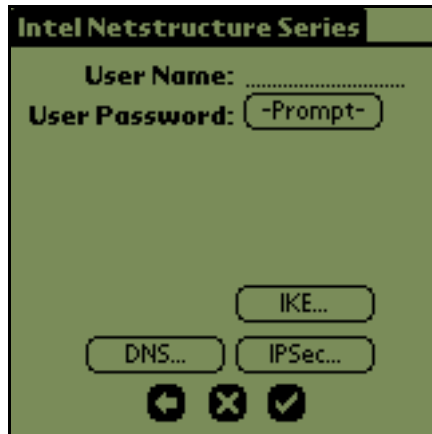 Intel Netstructure Series
User Name:
User Password: -Prompt-
IKE...
DNS... IPSec...